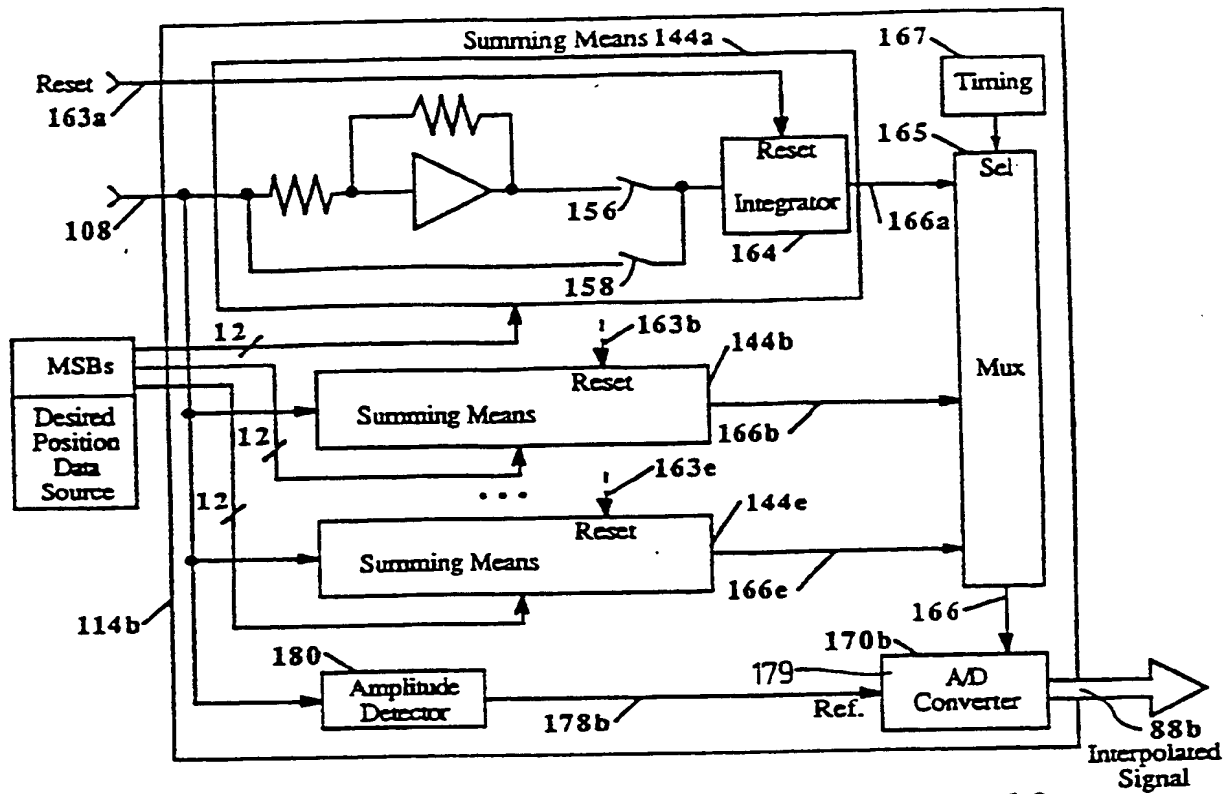 Summing Means 144a
167
Reset
163a
Timing
165
Sel
Reset
Integrator
164
166a
108
156
158
12
163b
MSBs
Reset
144b
Mux
Summing Means
166b
Desired
Position
Data
Source
12
12
163e
...
Reset
144e
Summing Means
166e
114b
166
180
170b
Amplitude
Detector
179
A/D
Converter
178b
Ref.
88b
Interpolated
Signal